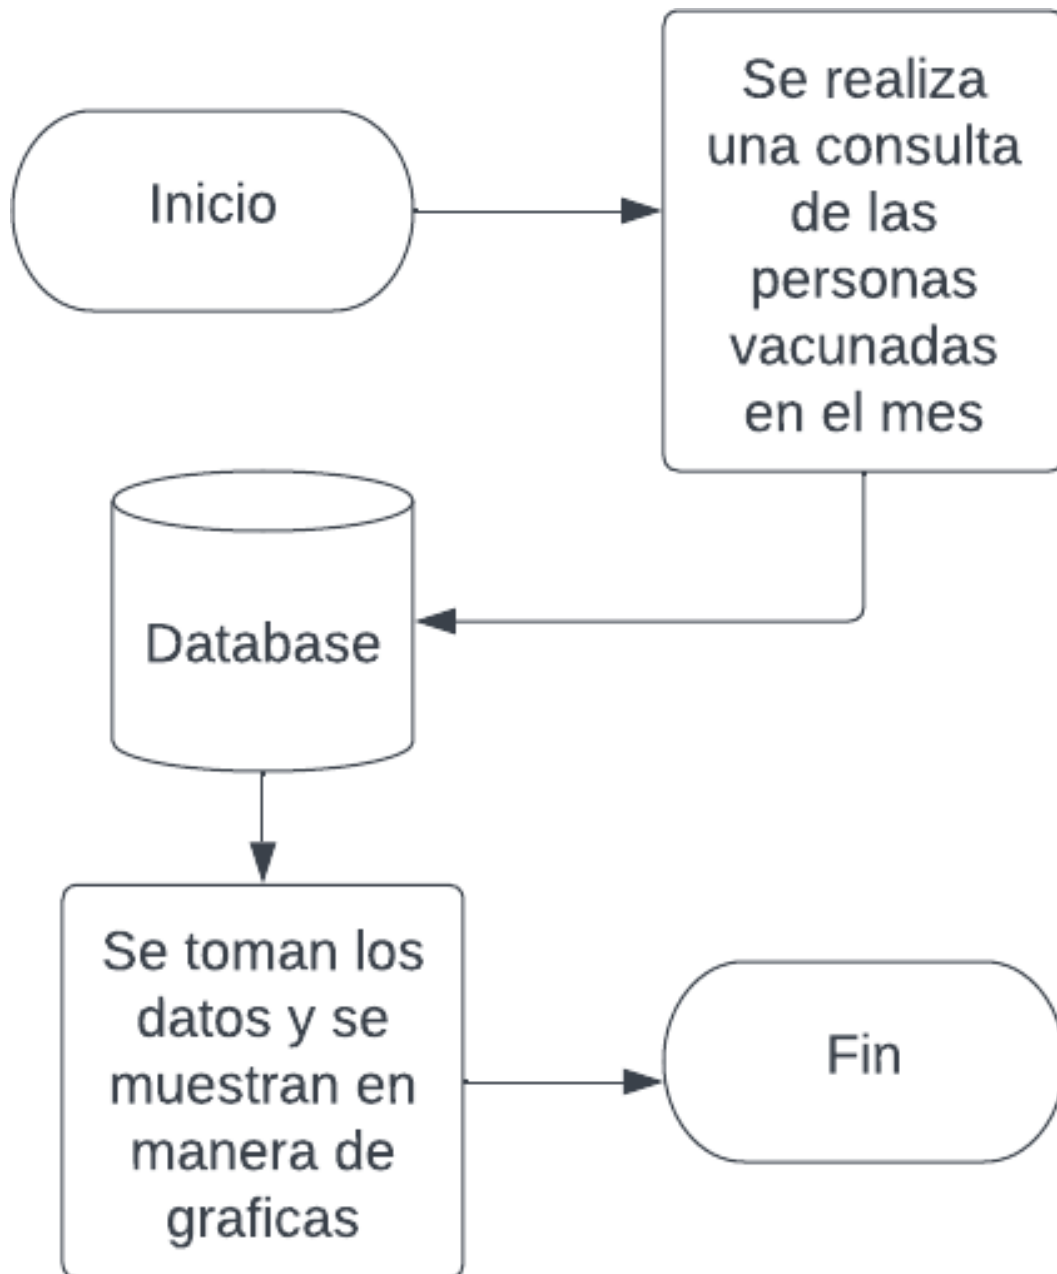 Inicio
Se realiza
una consulta
de las
personas
vacunadas
en el mes
Database
Se toman los
datos y se
muestran en
manera de
graficas
Fin